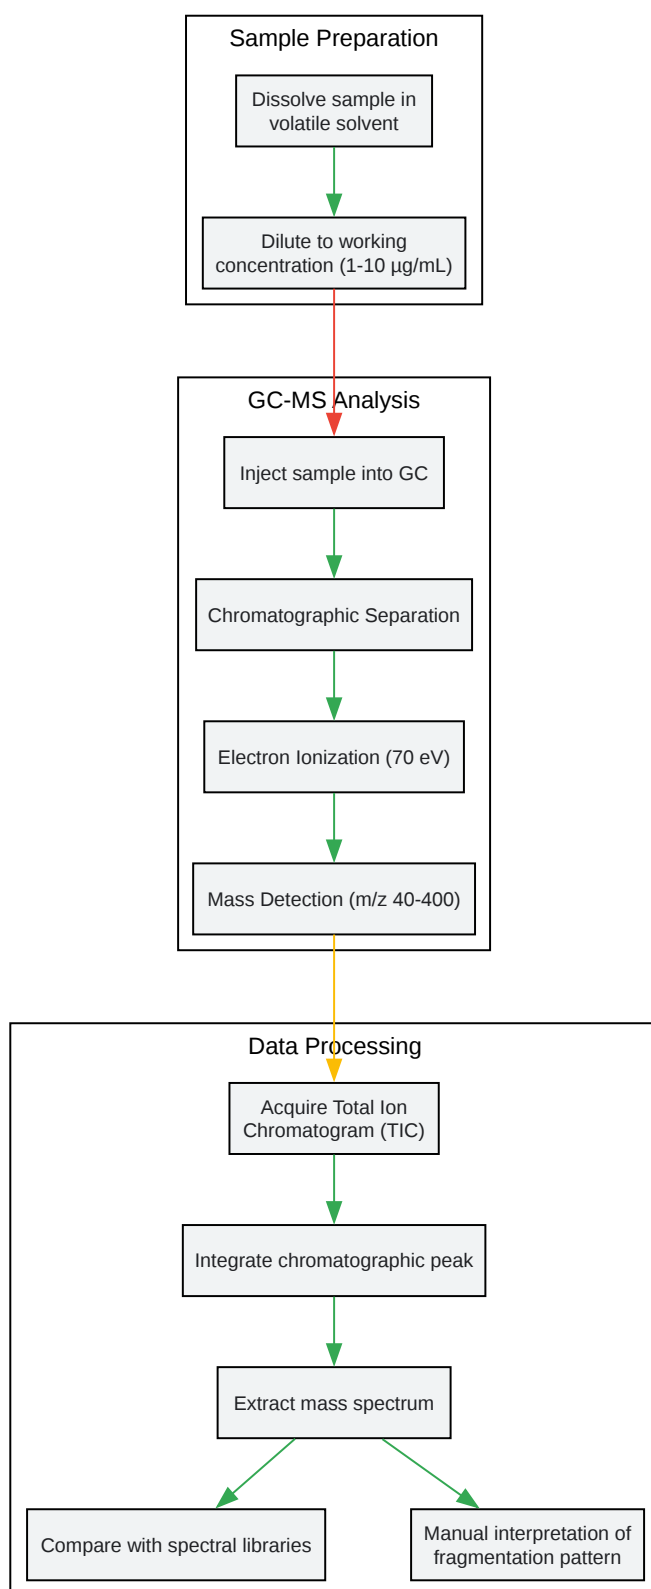 Sample Preparation
Dissolve sample in
volatile solvent
Dilute to working
concentration (1-10 µg/mL)
GC-MS Analysis
Inject sample into GC
Chromatographic Separation
Electron Ionization (70 eV)
Mass Detection (m/z 40-400)
Data Processing
Acquire Total Ion
Chromatogram (TIC)
Integrate chromatographic peak
Extract mass spectrum
Compare with spectral libraries
Manual interpretation of
fragmentation pattern